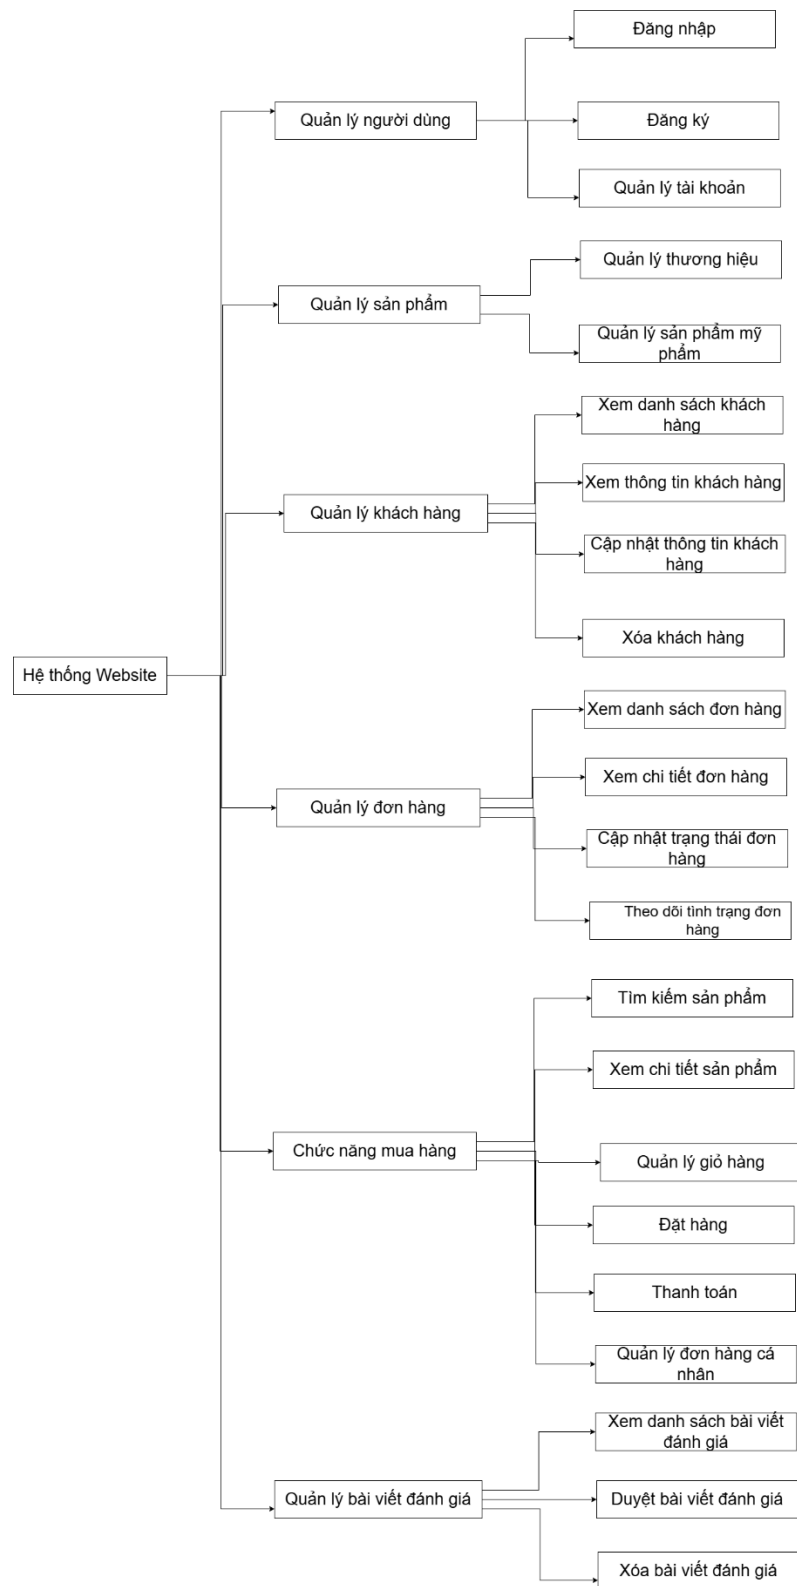 Đăng nhập
Quản lý người dùng
Đăng ký
Quản lý tài khoản
Quản lý thương hiệu
Quản lý sản phẩm
Quản lý sản phẩm mỹ
phẩm
Xem danh sách khách
hàng
Xem thông tin khách hàng
Quản lý khách hàng
Cập nhật thông tin khách
hàng
Xóa khách hàng
Hệ thống Website
Xem danh sách đơn hàng
Xem chi tiết đơn hàng
Quản lý đơn hàng
Cập nhật trạng thái đơn
hàng
Theo dõi tình trạng đơn
hàng
Tìm kiếm sản phẩm
Xem chi tiết sản phẩm
Chức năng mua hàng
Quản lý giỏ hàng
Đặt hàng
Thanh toán
Quản lý đơn hàng cá
nhân
Xem danh sách bài viết
đánh giá
Quản lý bài viết đánh giá
Duyệt bài viết đánh giá
Xóa bài viết đánh giá